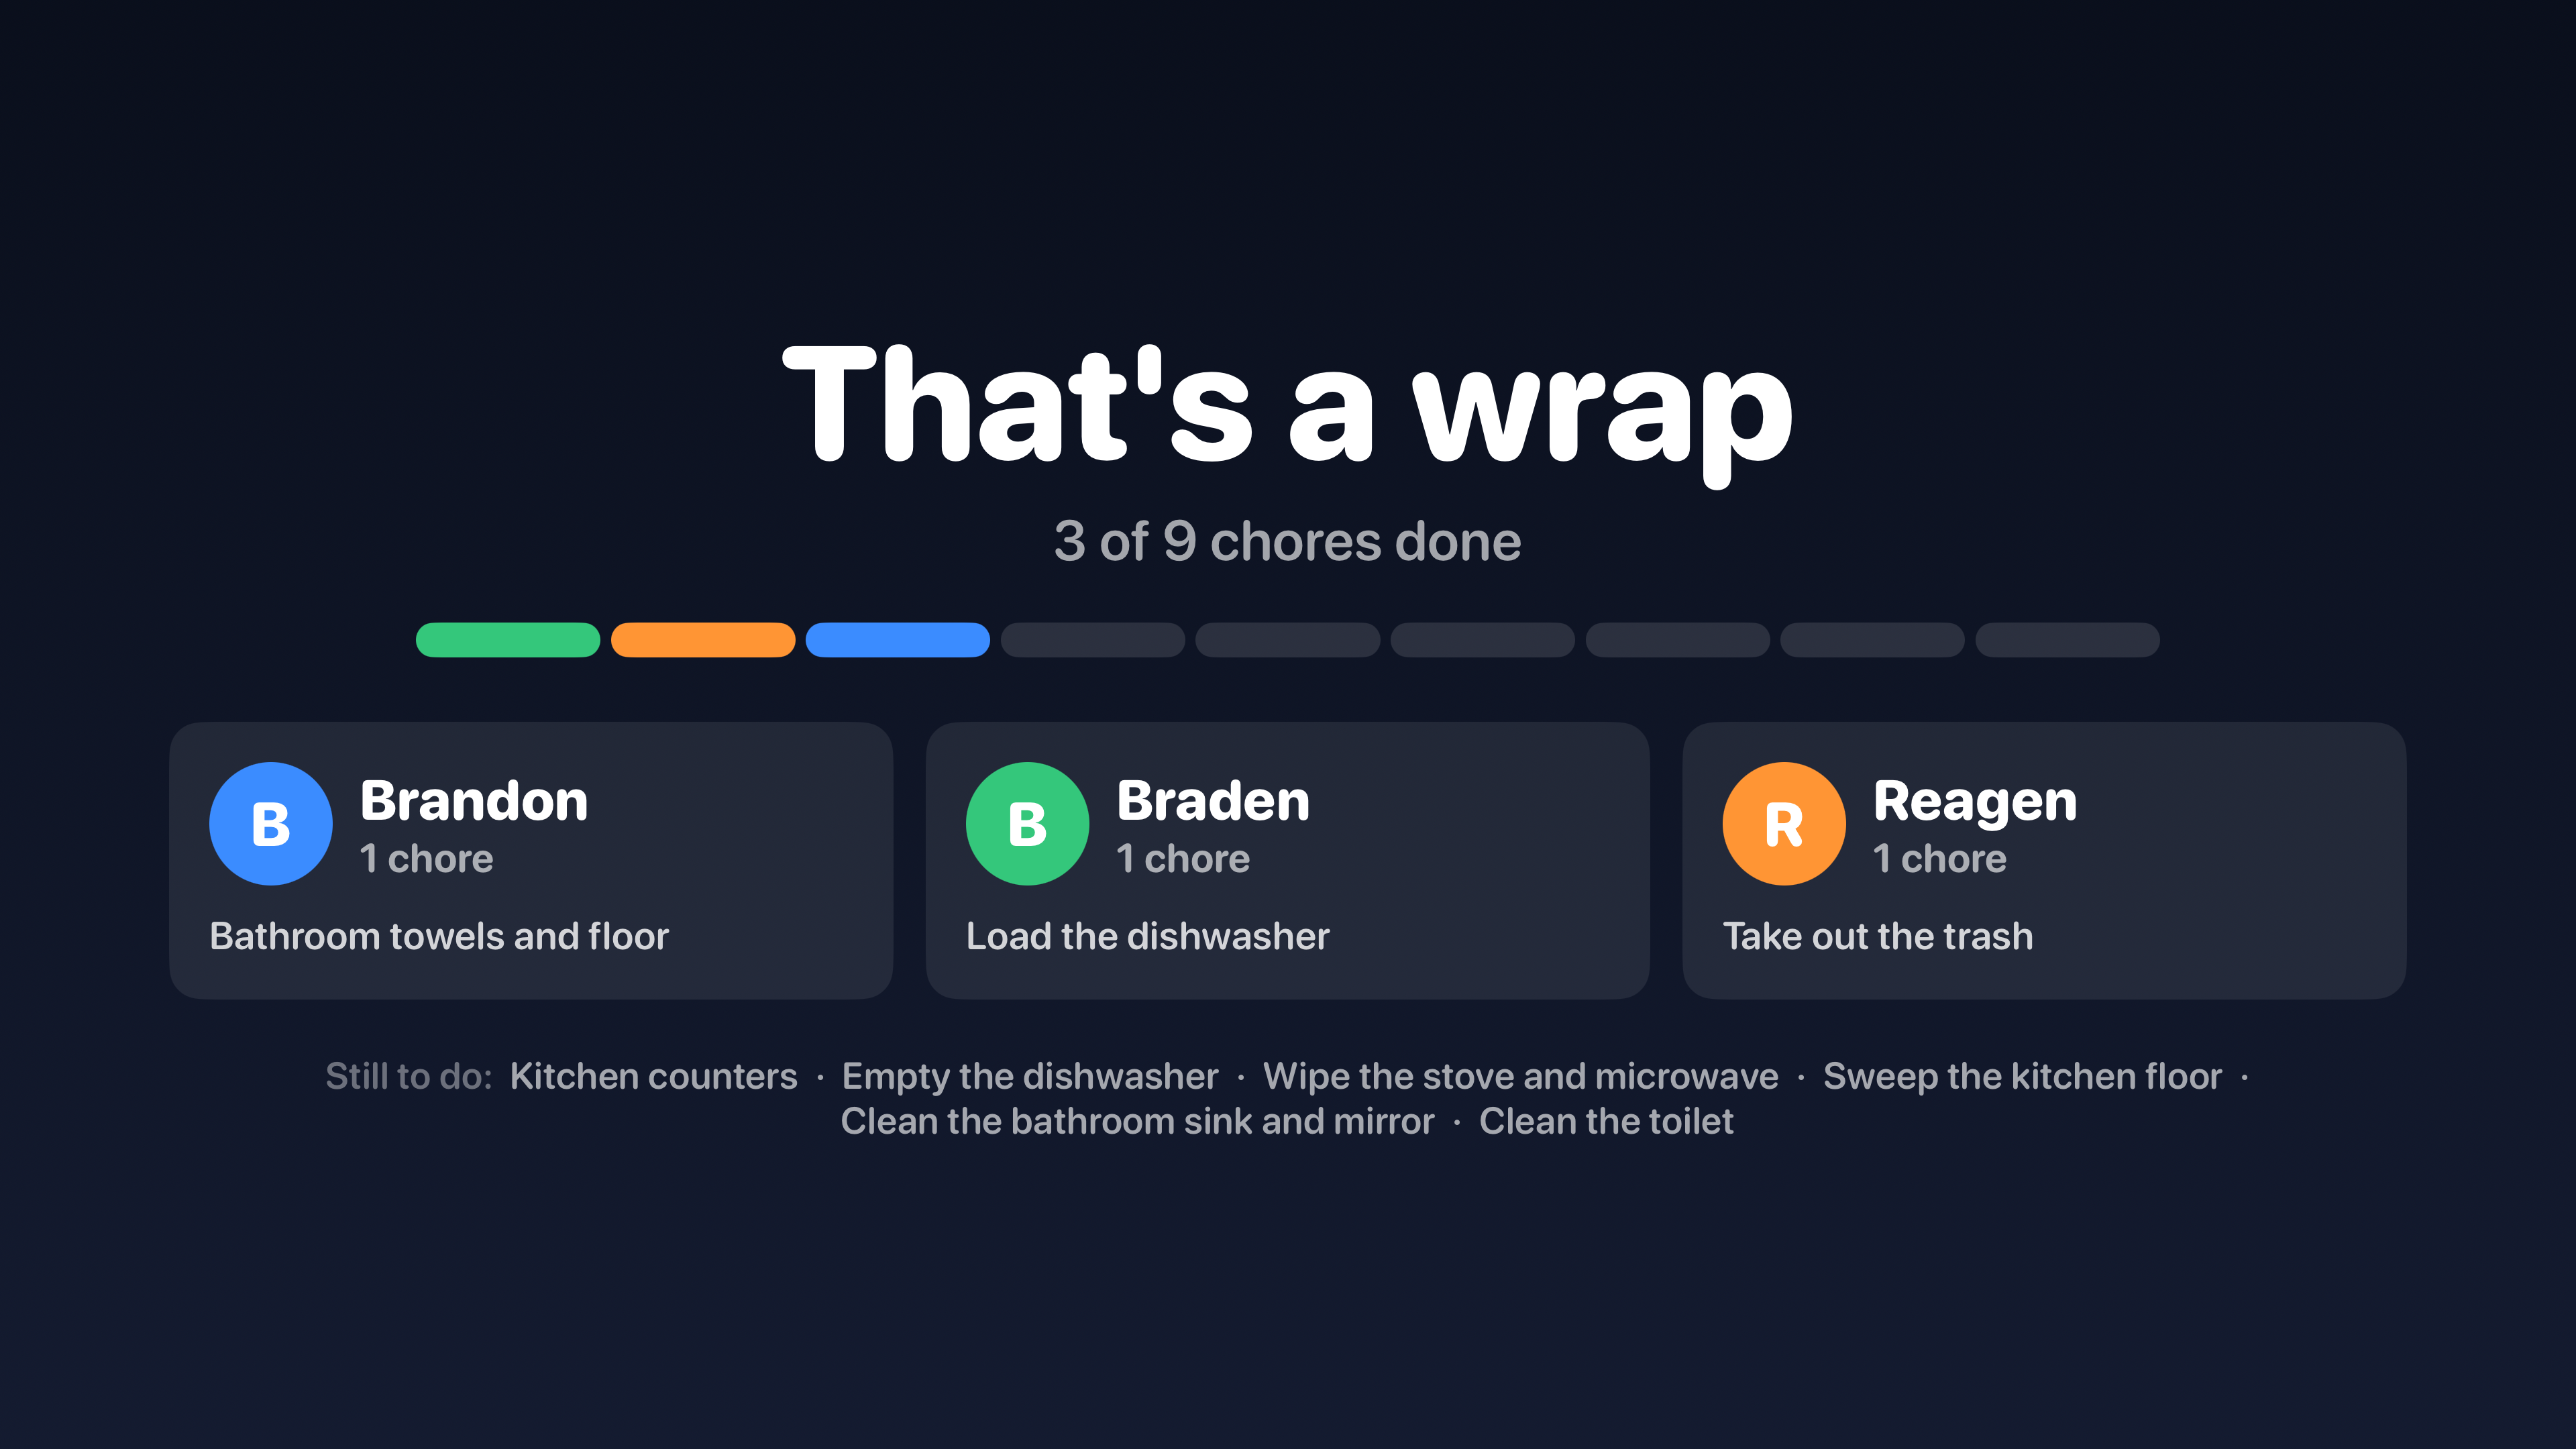 That's a wrap
3 of 9 chores done
B
Brandon
1 chore
Bathroom towels and floor
B
Braden
1 chore
Load the dishwasher
R
Reagen
1 chore
Take out the trash
Still to do: Kitchen counters · Empty the dishwasher · Wipe the stove and microwave · Sweep the kitchen floor ·
Clean the bathroom sink and mirror · Clean the toilet